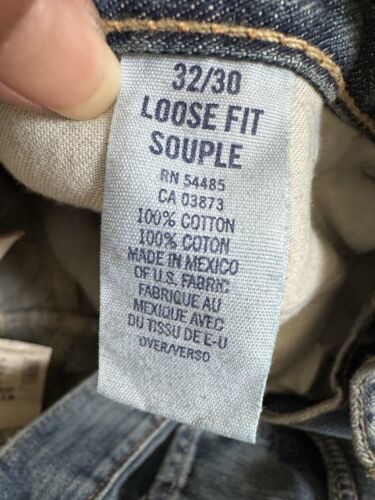 32/30
LOOSE FIT
SOUPLE
RN 54485
CA 03873
100% COTTON
100% COTON
MADE IN MEXICO
OF U.S. FABRIC
FABRIQUE AU
MEXIQUE AVEC
DU TISSU DE E-U
OVER/VERSO